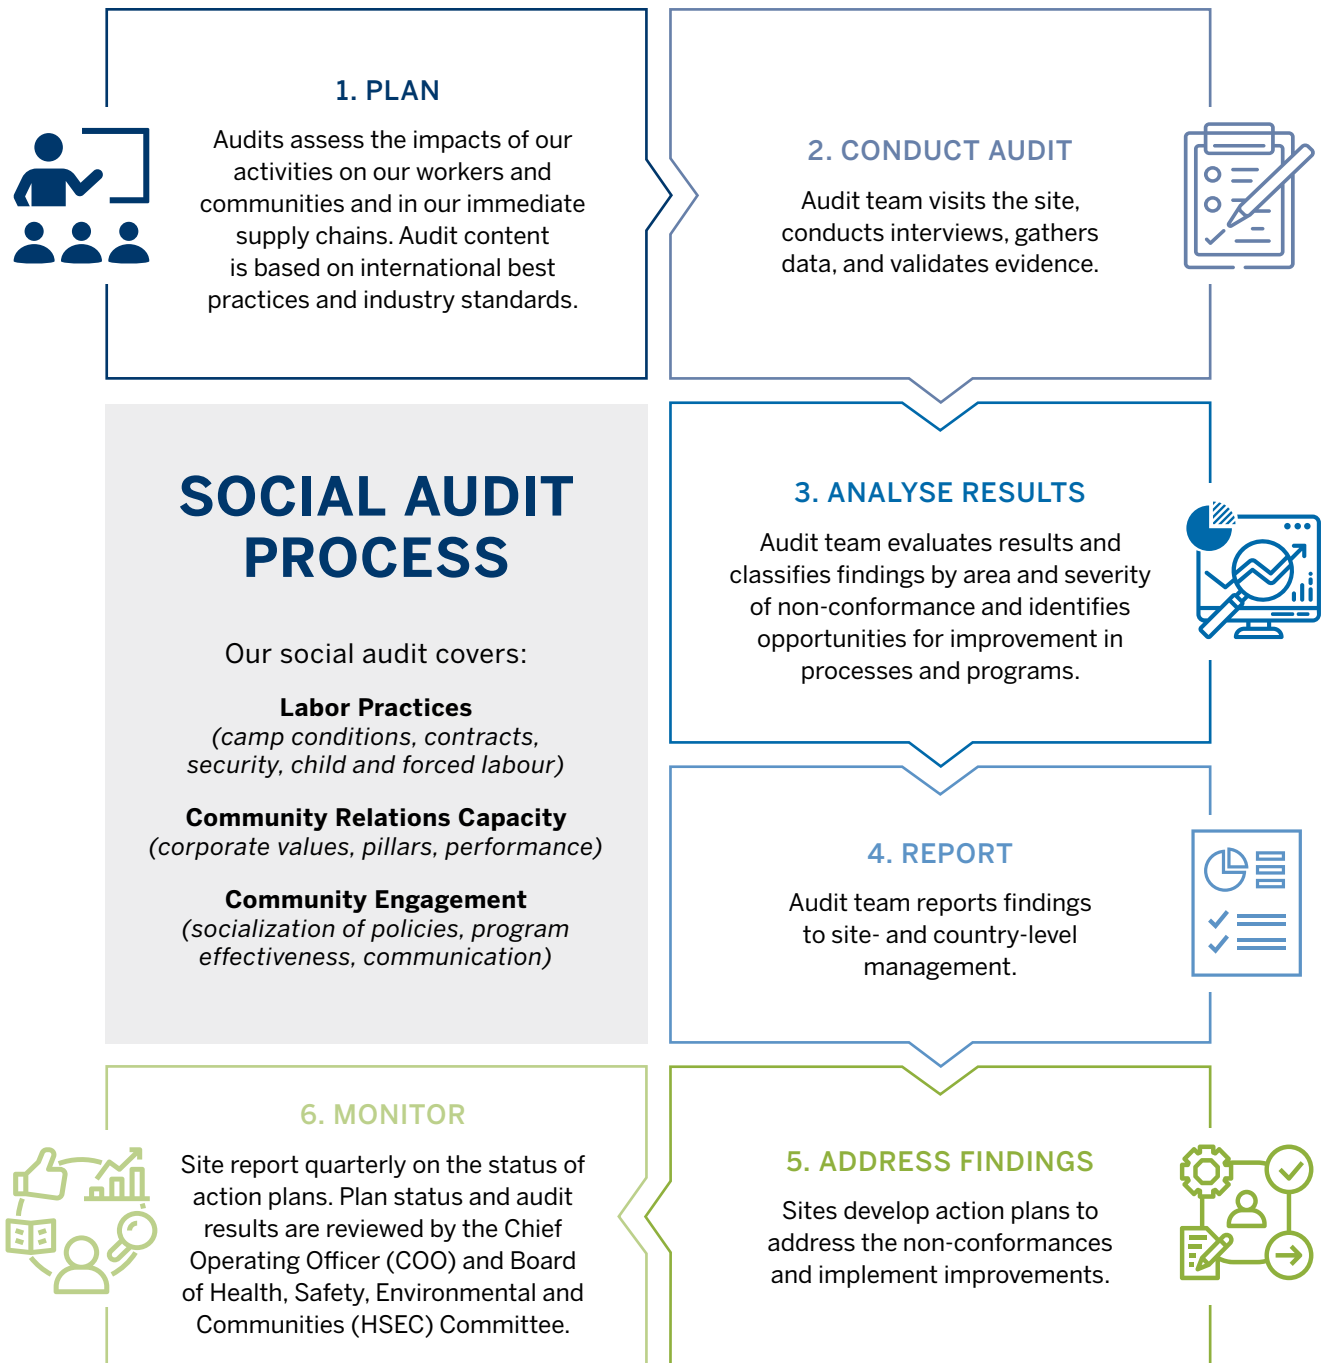 1. PLAN
Audits assess the impacts of our
activities on our workers and
communities and in our immediate
supply chains. Audit content
is based on international best
practices and industry standards.
2. CONDUCT AUDIT
Audit team visits the site,
conducts interviews, gathers
data, and validates evidence.
SOCIAL AUDIT
PROCESS
Our social audit covers:
Labor Practices
(camp conditions, contracts,
security, child and forced labour)
Community Relations Capacity
(corporate values, pillars, performance)
Community Engagement
(socialization of policies, program
effectiveness, communication)
3. ANALYSE RESULTS
Audit team evaluates results and
classifies findings by area and severity
of non-conformance and identifies
opportunities for improvement in
processes and programs.
4. REPORT
Audit team reports findings
to site- and country-level
management.
5. ADDRESS FINDINGS
Sites develop action plans to
address the non-conformances
and implement improvements.
6. MONITOR
Site report quarterly on the status of
action plans. Plan status and audit
results are reviewed by the Chief
Operating Officer (COO) and Board
of Health, Safety, Environmental and
Communities (HSEC) Committee.